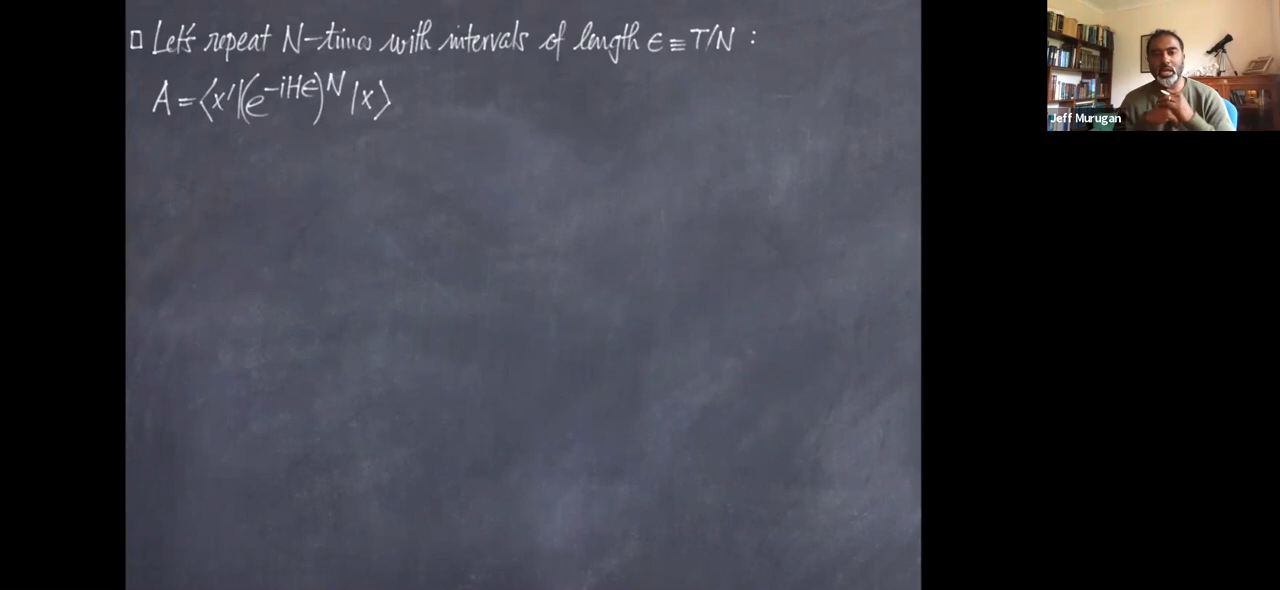 □ Let's repeat N-times with intervals of length ϵ ≡ T/N :
A = ⟨x'|(e^{-iHϵ})^N |x⟩
Jeff Murugan